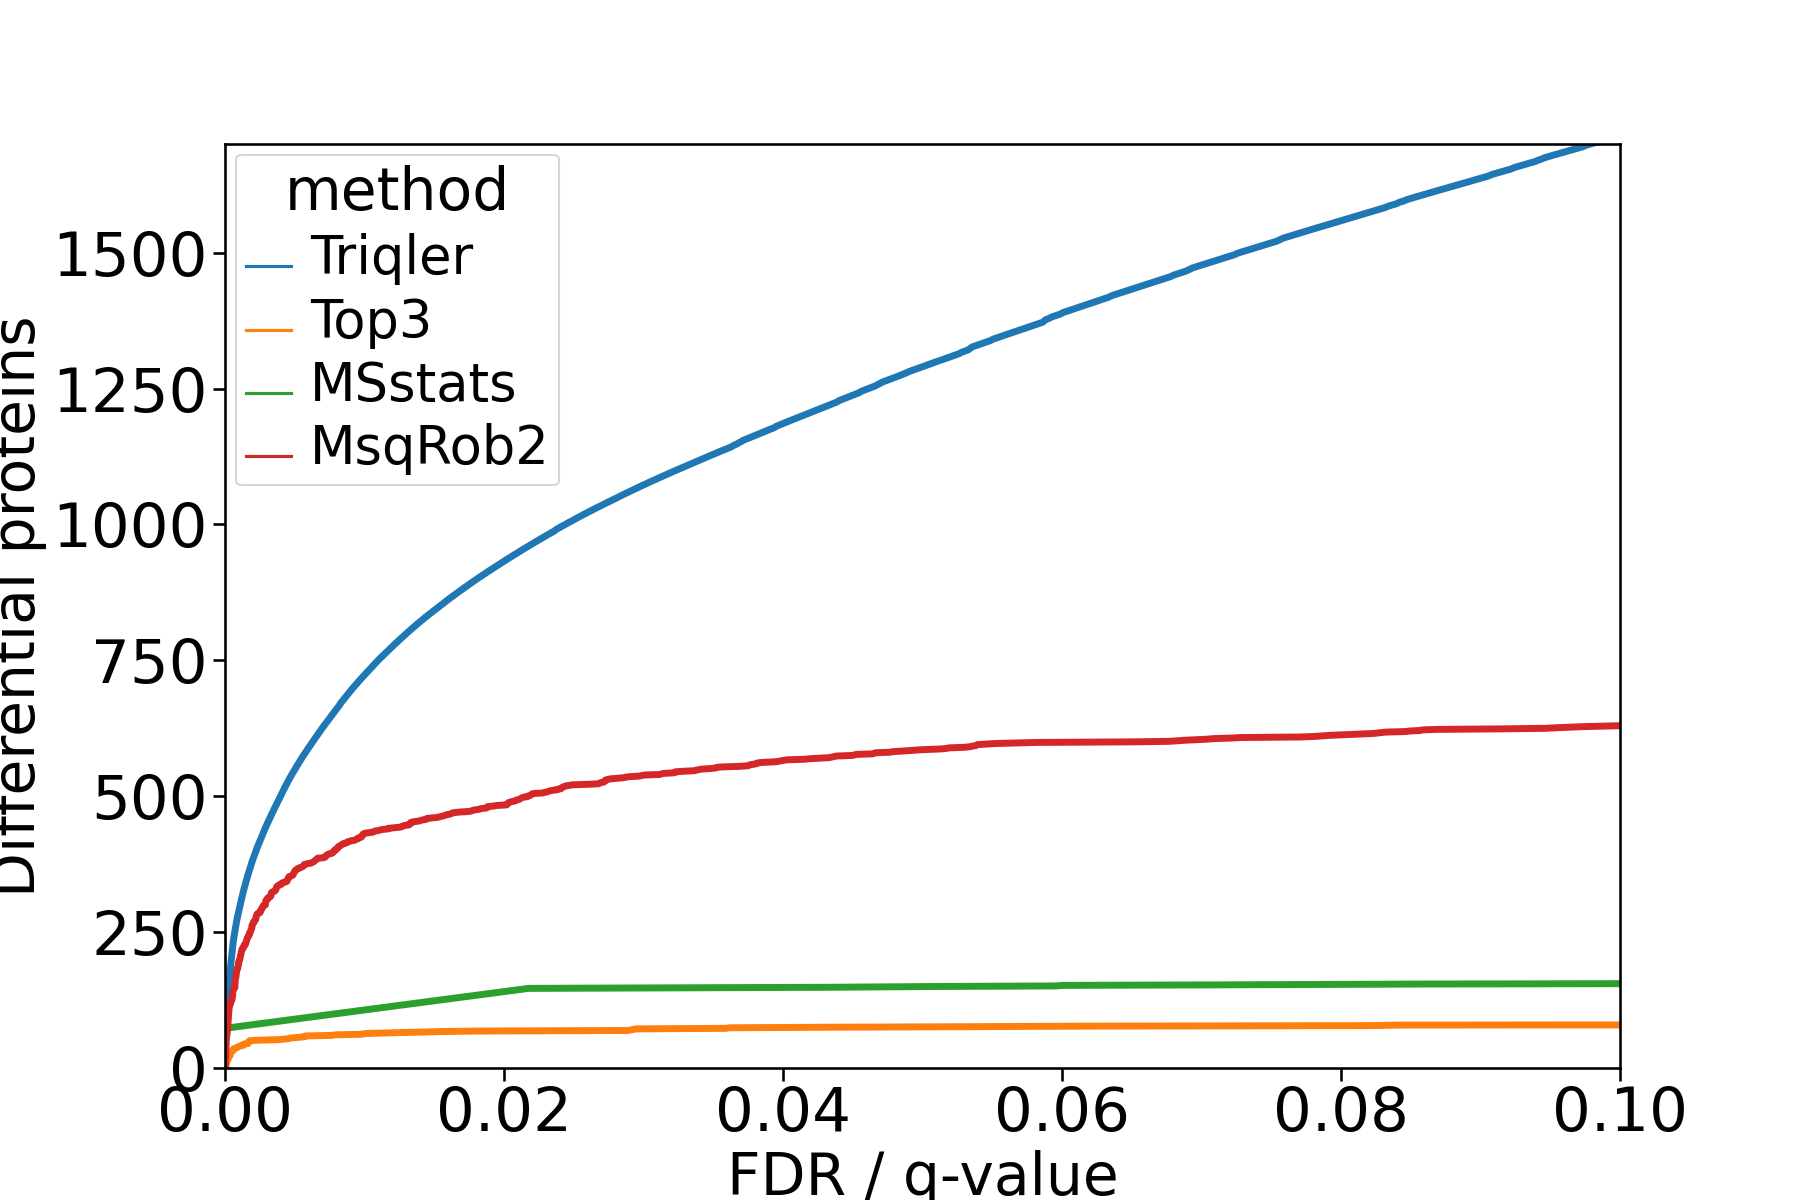 method
Triqler
Top3
MSstats
MsqRob2
Differential proteins
1500
1250
1000
750
500
250
0
0.00 0.02 0.04 0.06 0.08 0.10
FDR / q-value